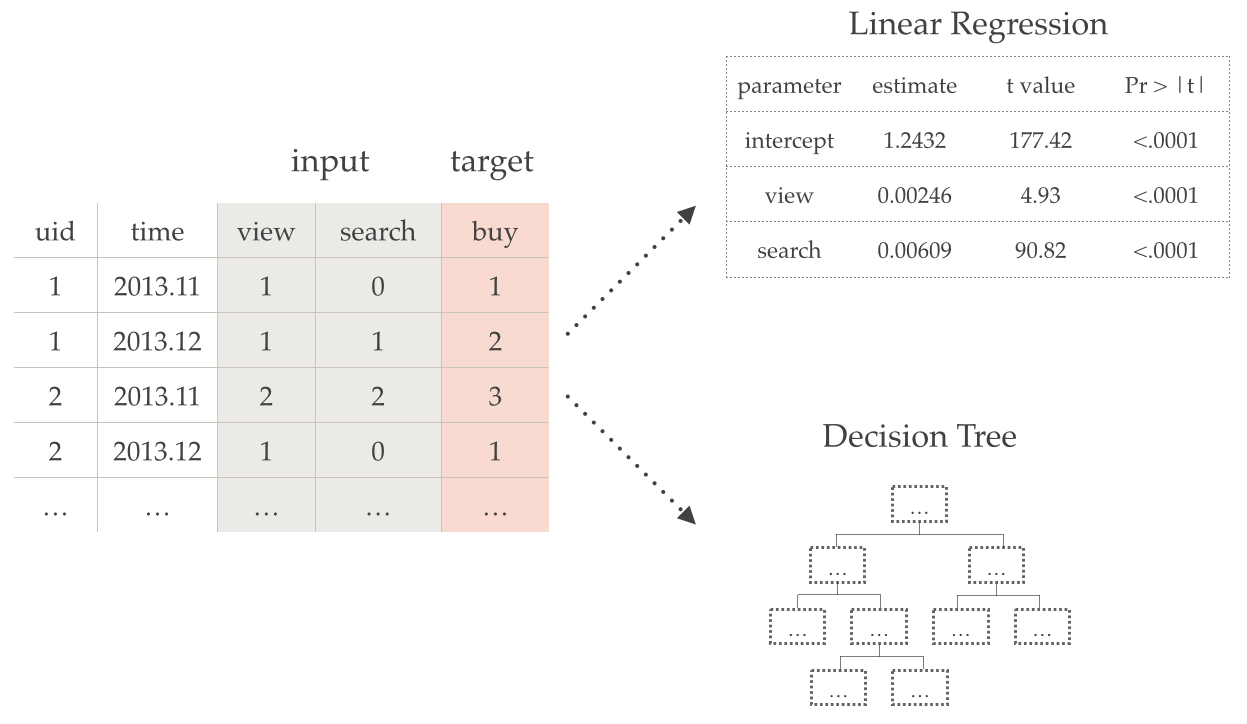 Linear Regression
parameter estimate t value Pr > |t|
intercept 1.2432 177.42 <.0001
view 0.00246 4.93 <.0001
search 0.00609 90.82 <.0001
input target
uid time view search buy
1 2013.11 1 0 1
1 2013.12 1 1 2
2 2013.11 2 2 3
2 2013.12 1 0 1
... ... ... ... ...
Decision Tree
...
... ...
... ... ... ...
... ...